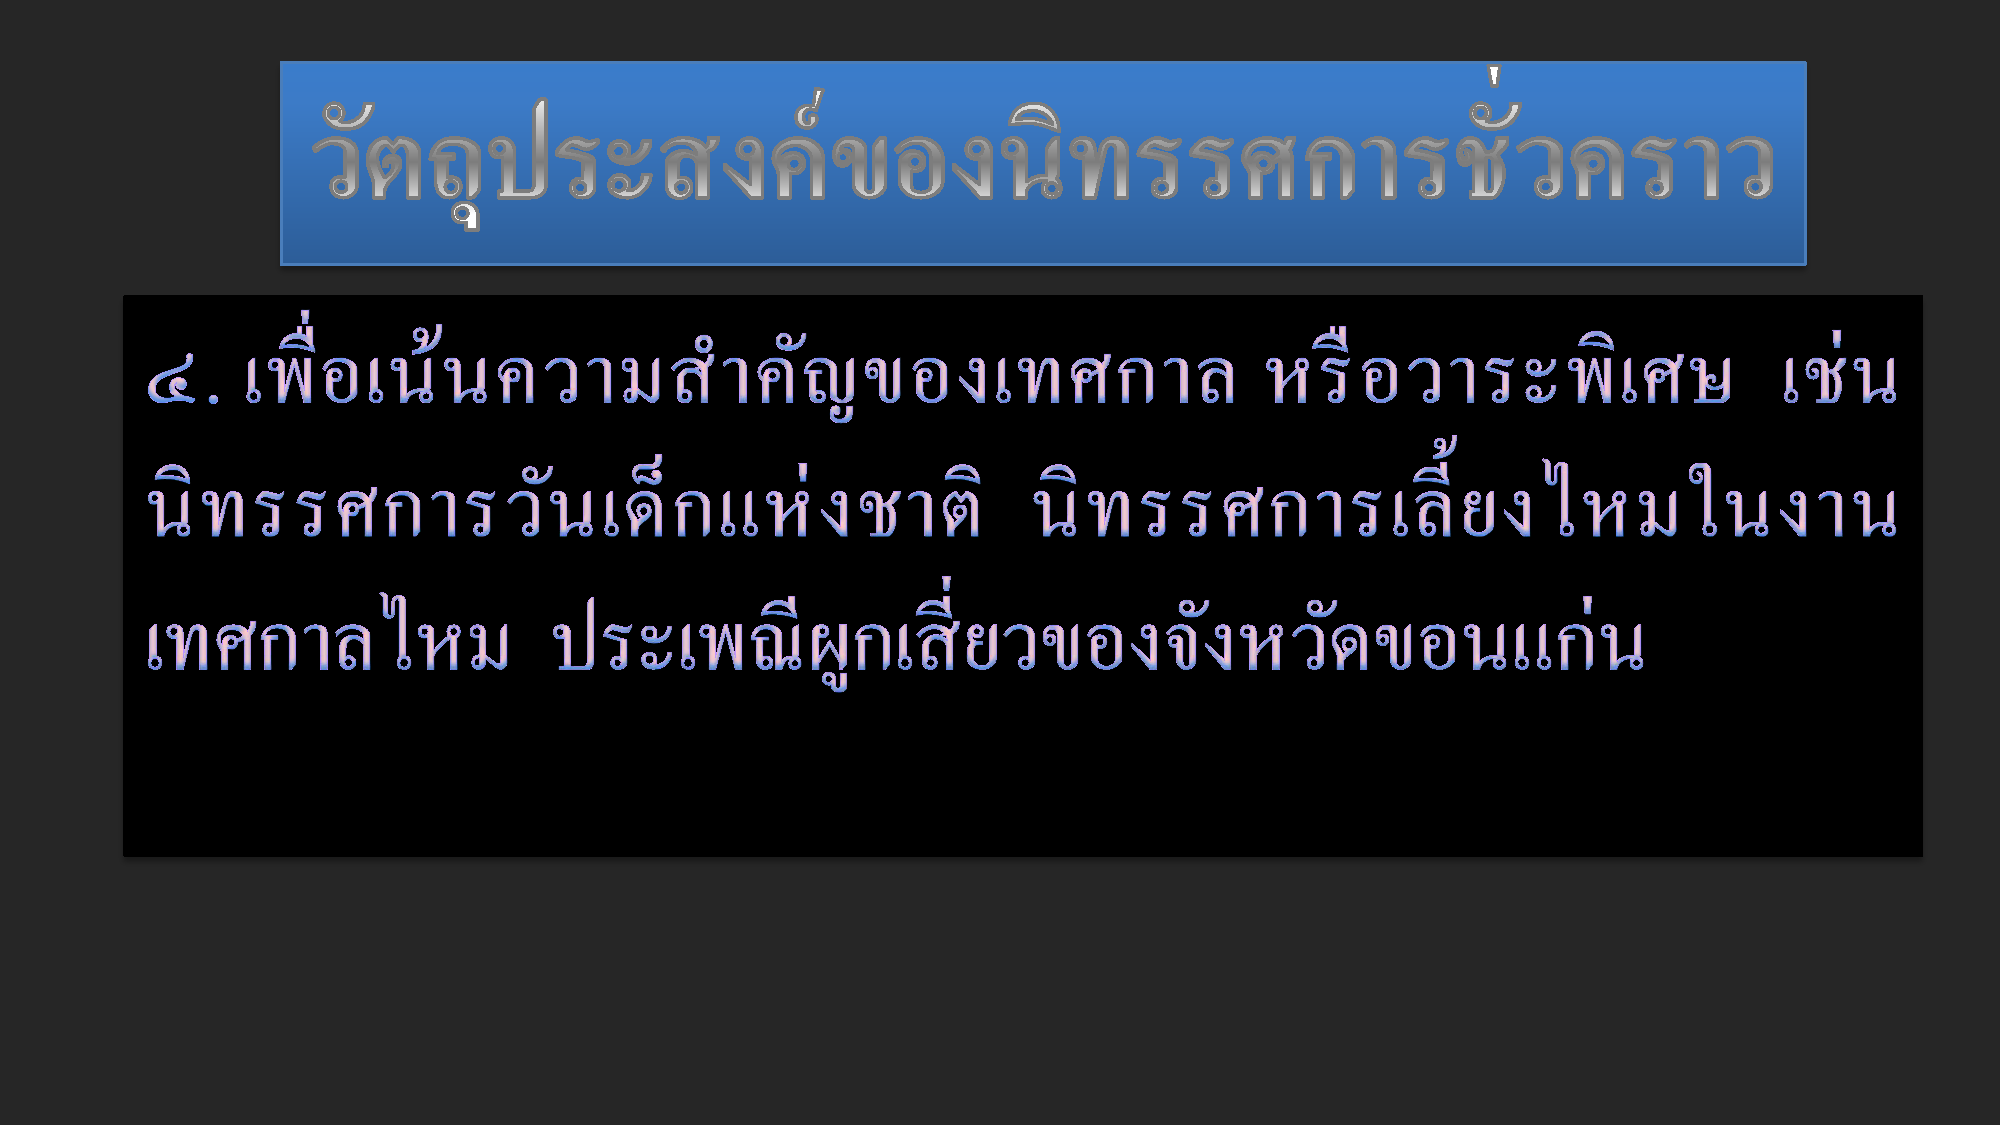 วัตถุประสงค์ของนิทรรศการชั่วคราว
๔. เพื่อเน้นความสำคัญของเทศกาล หรือวาระพิเศษ เช่น
นิทรรศการวันเด็กแห่งชาติ นิทรรศการเลี้ยงไหมในงาน
เทศกาลไหม ประเพณีผูกเสี่ยวของจังหวัดขอนแก่น